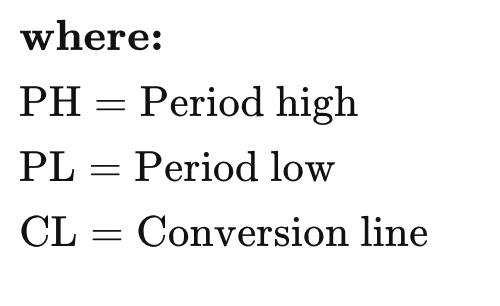 where:
PH = Period high
PL = Period low
CL = Conversion line